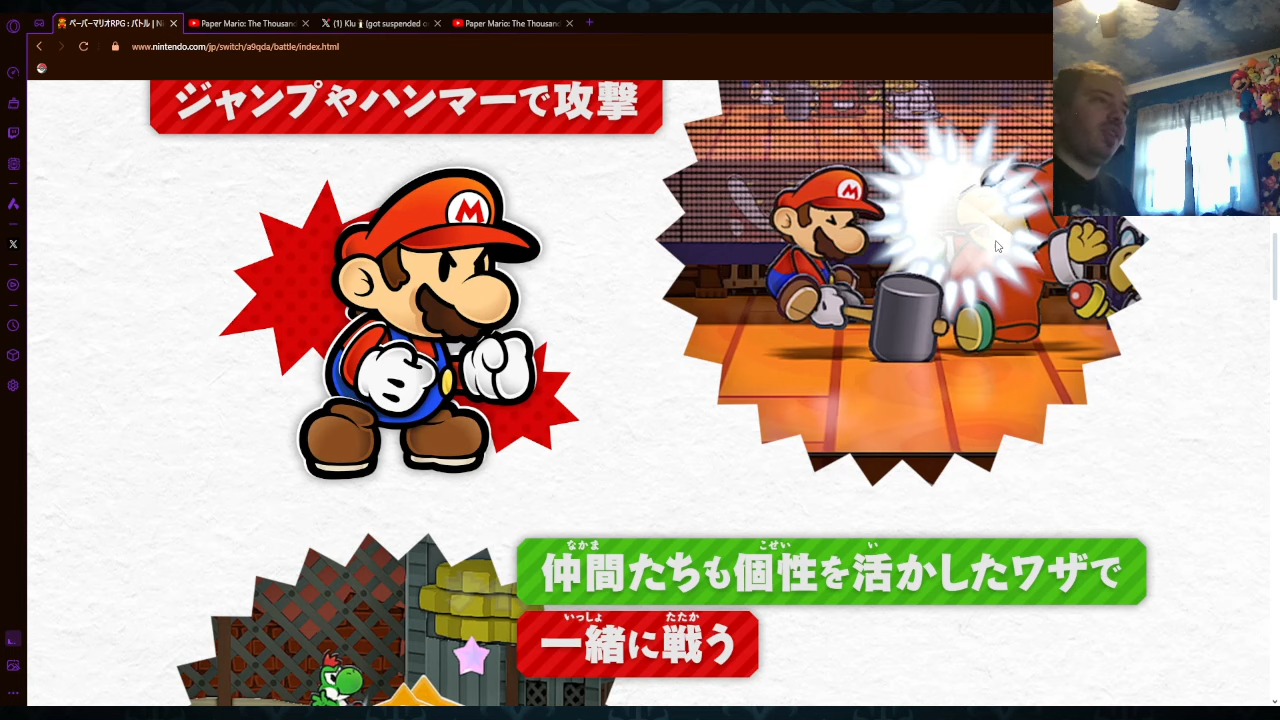 ペーパーマリオRPG : バトル | Ni
Paper Mario: The Thousand
(1) Klu (got suspended o
Paper Mario: The Thousand
www.nintendo.com/jp/switch/a9qda/battle/index.html
ジャンプやハンマーで攻撃
M
M
なかま こせい い
仲間たちも個性を活かしたワザで
いっしょ たたか
一緒に戦う